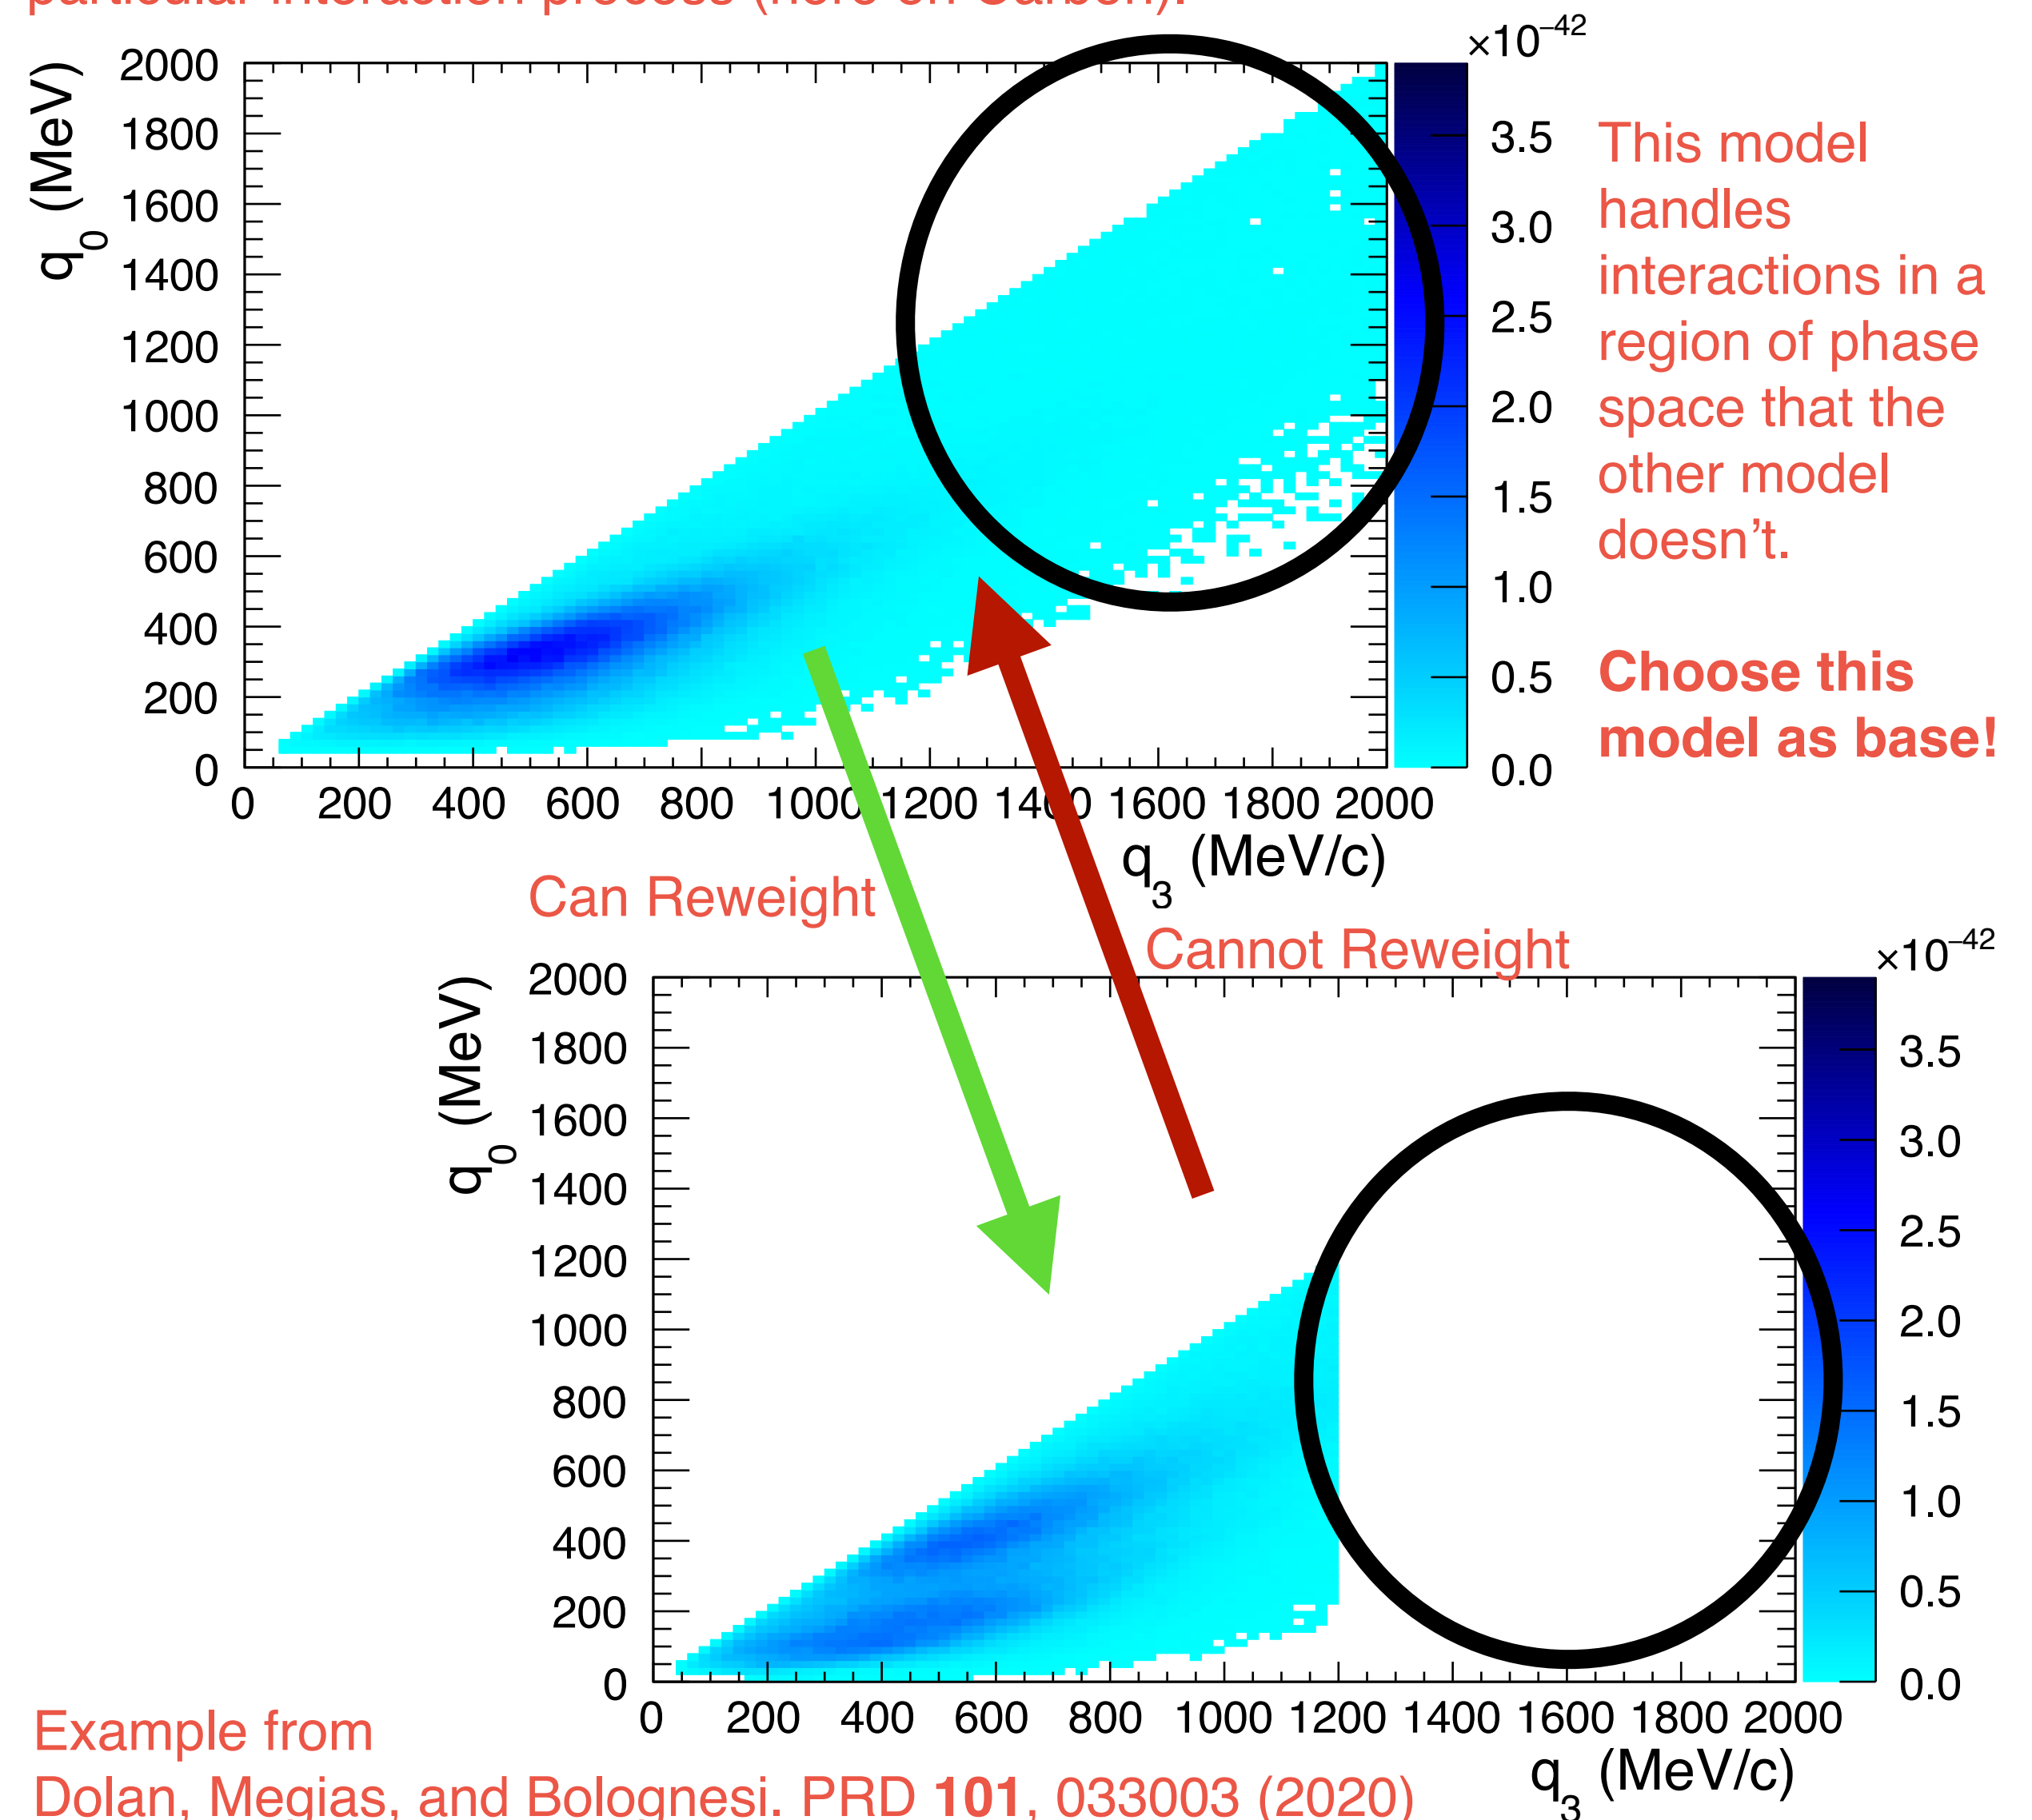 particular interaction process (here on Carbon).
×10⁻⁴²
q₀ (MeV)
2000
1800
1600
1400
1200
1000
800
600
400
200
0
0 200 400 600 800 1000 1200 1400 1600 1800 2000
q₃ (MeV/c)
3.5
3.0
2.5
2.0
1.5
1.0
0.5
0.0
This model
handles
interactions in a
region of phase
space that the
other model
doesn't.
Choose this
model as base!
Can Reweight
Cannot Reweight
×10⁻⁴²
q₀ (MeV)
2000
1800
1600
1400
1200
1000
800
600
400
200
0
0 200 400 600 800 1000 1200 1400 1600 1800 2000
q₃ (MeV/c)
3.5
3.0
2.5
2.0
1.5
1.0
0.5
0.0
Example from
Dolan, Megias, and Bolognesi. PRD 101, 033003 (2020)